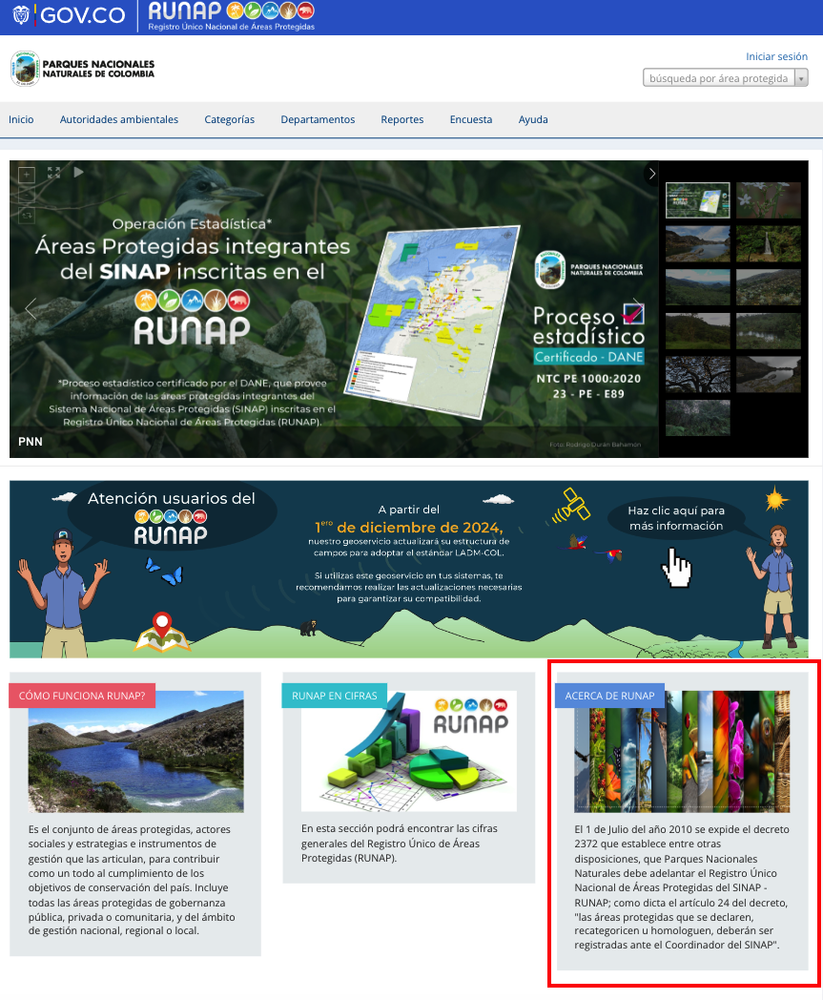 GOV.CO
RUNAP
Registro Único Nacional de Áreas Protegidas
PARQUES NACIONALES
NATURALES DE COLOMBIA
Iniciar sesión
búsqueda por área protegida
Inicio Autoridades ambientales Categorías Departamentos Reportes Encuesta Ayuda
Operación Estadística*
Áreas Protegidas integrantes
del SINAP inscritas en el
RUNAP
*Proceso estadístico certificado por el DANE, que provee
información de las áreas protegidas integrantes del
Sistema Nacional de Áreas Protegidas (SINAP) inscritas en el
Registro Único Nacional de Áreas Protegidas (RUNAP).
PARQUES NACIONALES
NATURALES DE COLOMBIA
Proceso
estadístico
Certificado - DANE
NTC PE 1000:2020
23 - PE - E89
PNN
Foto: Rodrigo Durán Bahamón
RUNAP
Atención usuarios del
RUNAP
A partir del
1ero de diciembre de 2024,
nuestro geoservicio actualizará su estructura de
campos para adoptar el estándar LADM-COL.
Si utilizas este geoservicio en tus sistemas, te
recomendamos realizar las actualizaciones necesarias
para garantizar su compatibilidad.
Haz clic aquí para
más información
CÓMO FUNCIONA RUNAP?
Es el conjunto de áreas protegidas, actores
sociales y estrategias e instrumentos de
gestión que las articulan, para contribuir
como un todo al cumplimiento de los
objetivos de conservación del país. Incluye
todas las áreas protegidas de gobernanza
pública, privada o comunitaria, y del ámbito
de gestión nacional, regional o local.
RUNAP EN CIFRAS
RUNAP
En esta sección podrá encontrar las cifras
generales del Registro Único de Áreas
Protegidas (RUNAP).
ACERCA DE RUNAP
El 1 de Julio del año 2010 se expide el decreto
2372 que establece entre otras
disposiciones, que Parques Nacionales
Naturales debe adelantar el Registro Único
Nacional de Áreas Protegidas del SINAP -
RUNAP; como dicta el artículo 24 del decreto,
"las áreas protegidas que se declaren,
recategoricen u homologuen, deberán ser
registradas ante el Coordinador del SINAP".